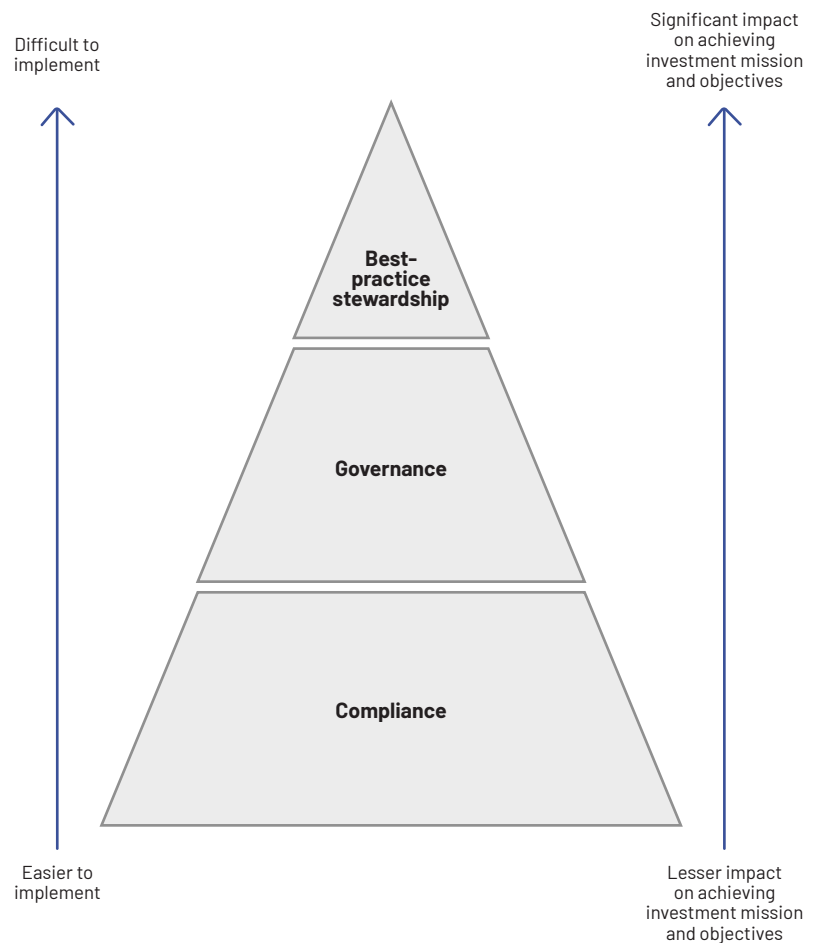 Difficult to
implement
Significant impact
on achieving
investment mission
and objectives
Best-
practice
stewardship
Governance
Compliance
Easier to
implement
Lesser impact
on achieving
investment mission
and objectives